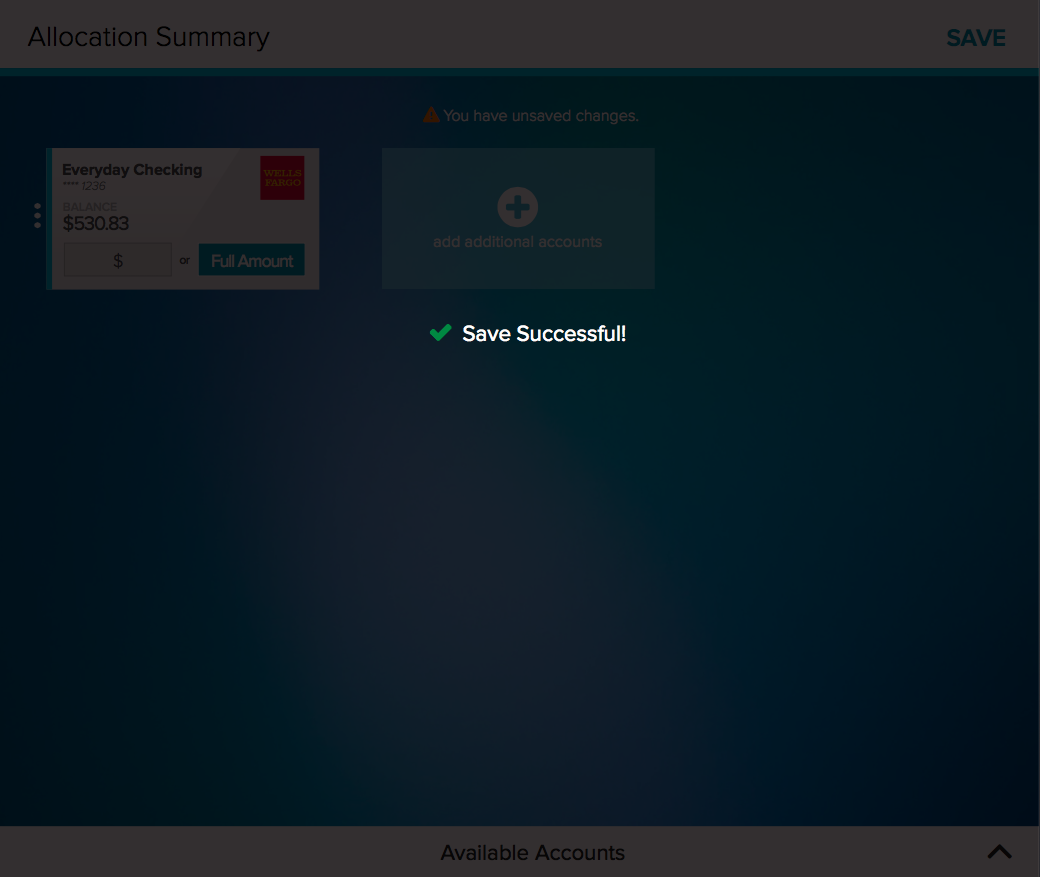 Allocation Summary
SAVE
You have unsaved changes.
Everyday Checking
**** 1236
WELLS
FARGO
BALANCE
$530.83
$
or
Full Amount
add additional accounts
Save Successful!
Available Accounts